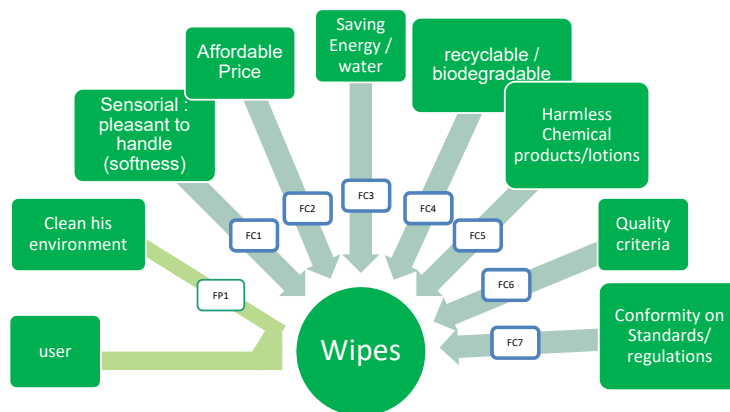 Saving
Energy /
water
Affordable
Price
recyclable /
biodegradable
Sensorial :
pleasant to
handle
(softness)
Harmless
Chemical
products/lotions
FC1
FC2
FC3
FC4
FC5
Clean his
environment
Quality
criteria
FP1
FC6
user
Wipes
FC7
Conformity on
Standards/
regulations